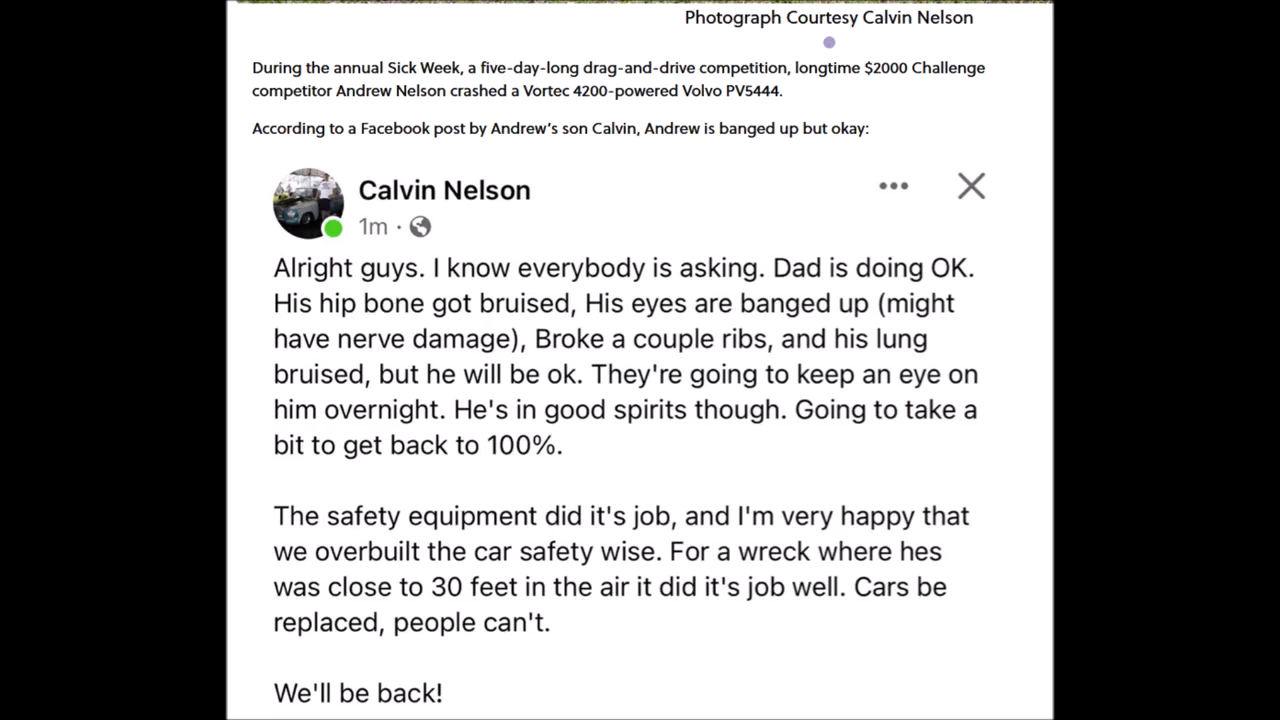 Photograph Courtesy Calvin Nelson
During the annual Sick Week, a five-day-long drag-and-drive competition, longtime $2000 Challenge
competitor Andrew Nelson crashed a Vortec 4200-powered Volvo PV5444.
According to a Facebook post by Andrew's son Calvin, Andrew is banged up but okay:
Calvin Nelson
1m ·
Alright guys. I know everybody is asking. Dad is doing OK.
His hip bone got bruised, His eyes are banged up (might
have nerve damage), Broke a couple ribs, and his lung
bruised, but he will be ok. They're going to keep an eye on
him overnight. He's in good spirits though. Going to take a
bit to get back to 100%.
The safety equipment did it's job, and I'm very happy that
we overbuilt the car safety wise. For a wreck where hes
was close to 30 feet in the air it did it's job well. Cars be
replaced, people can't.
We'll be back!